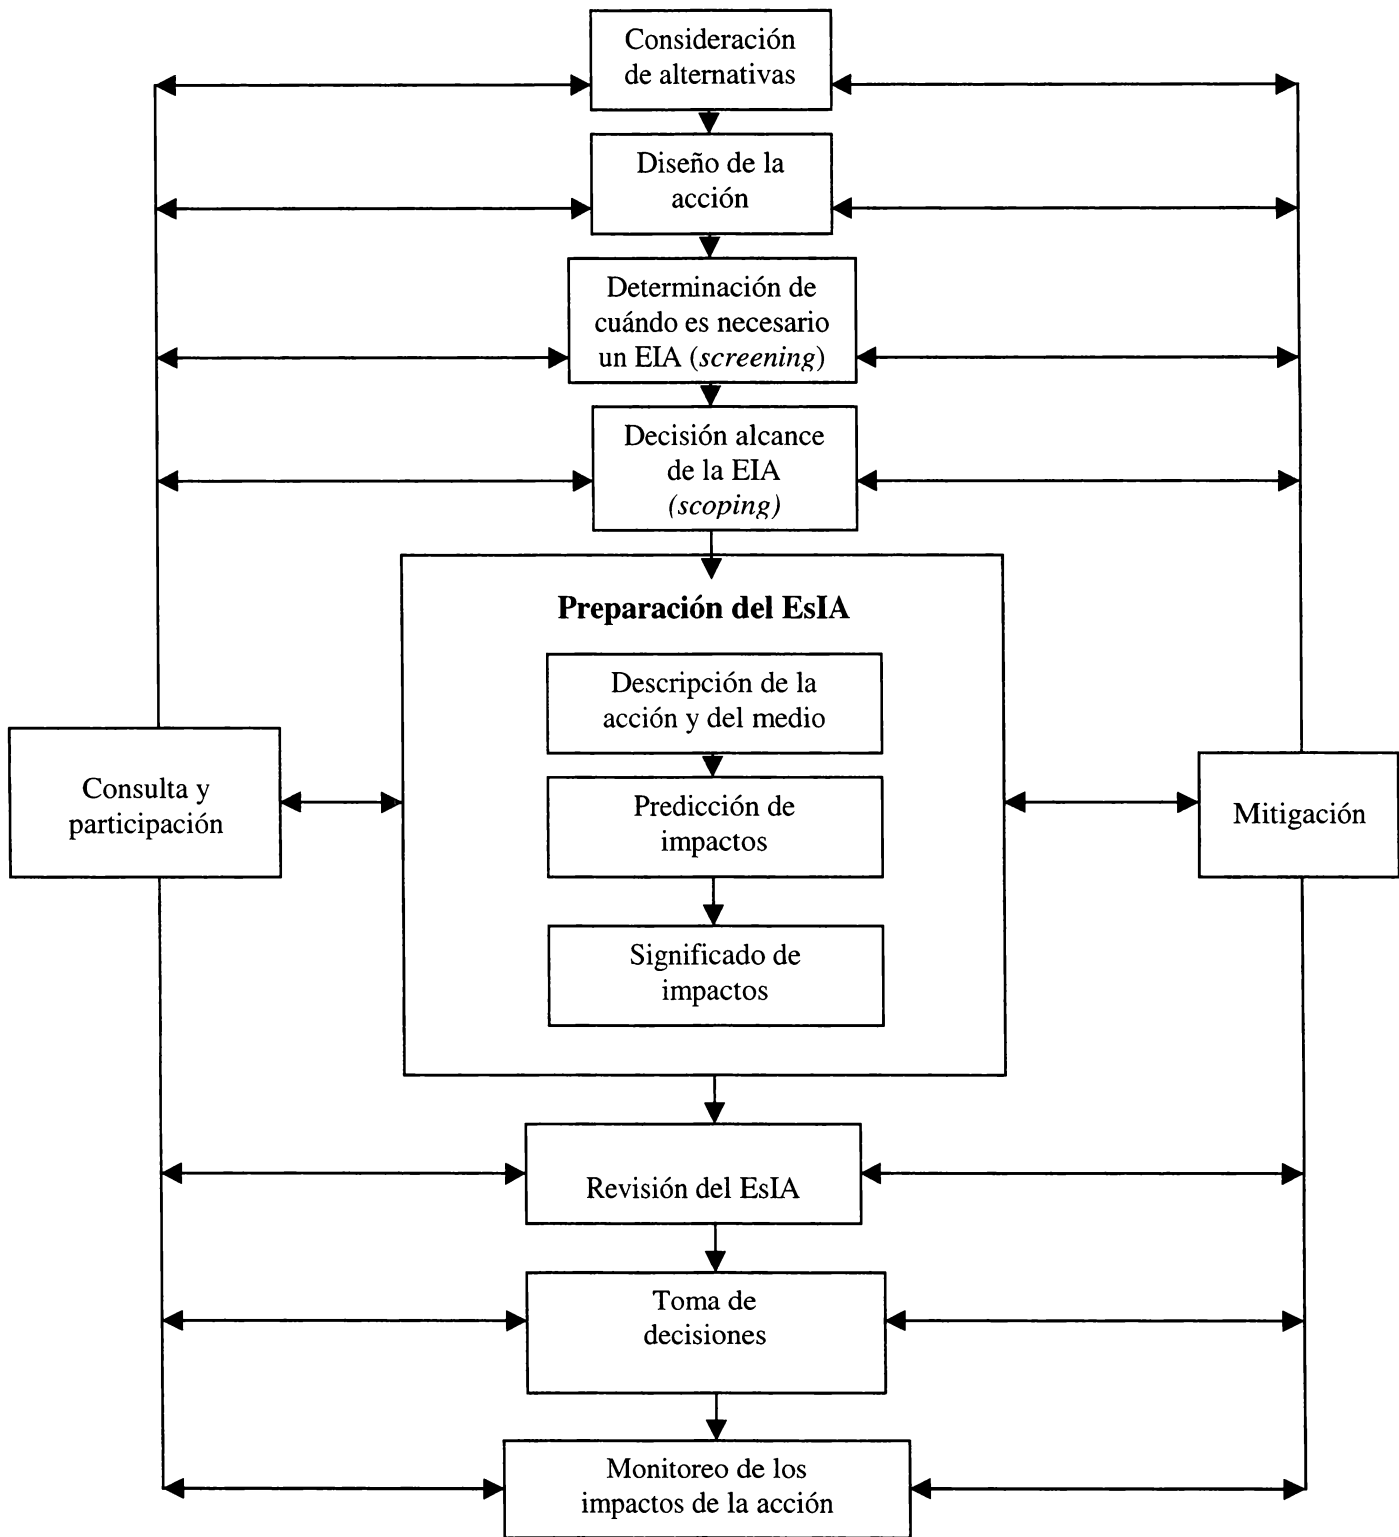 Consideración
de alternativas
Diseño de la
acción
Determinación de
cuándo es necesario
un EIA (screening)
Decisión alcance
de la EIA
(scoping)
Preparación del EsIA
Descripción de la
acción y del medio
Consulta y
participación
Predicción de
impactos
Mitigación
Significado de
impactos
Revisión del EsIA
Toma de
decisiones
Monitoreo de los
impactos de la acción